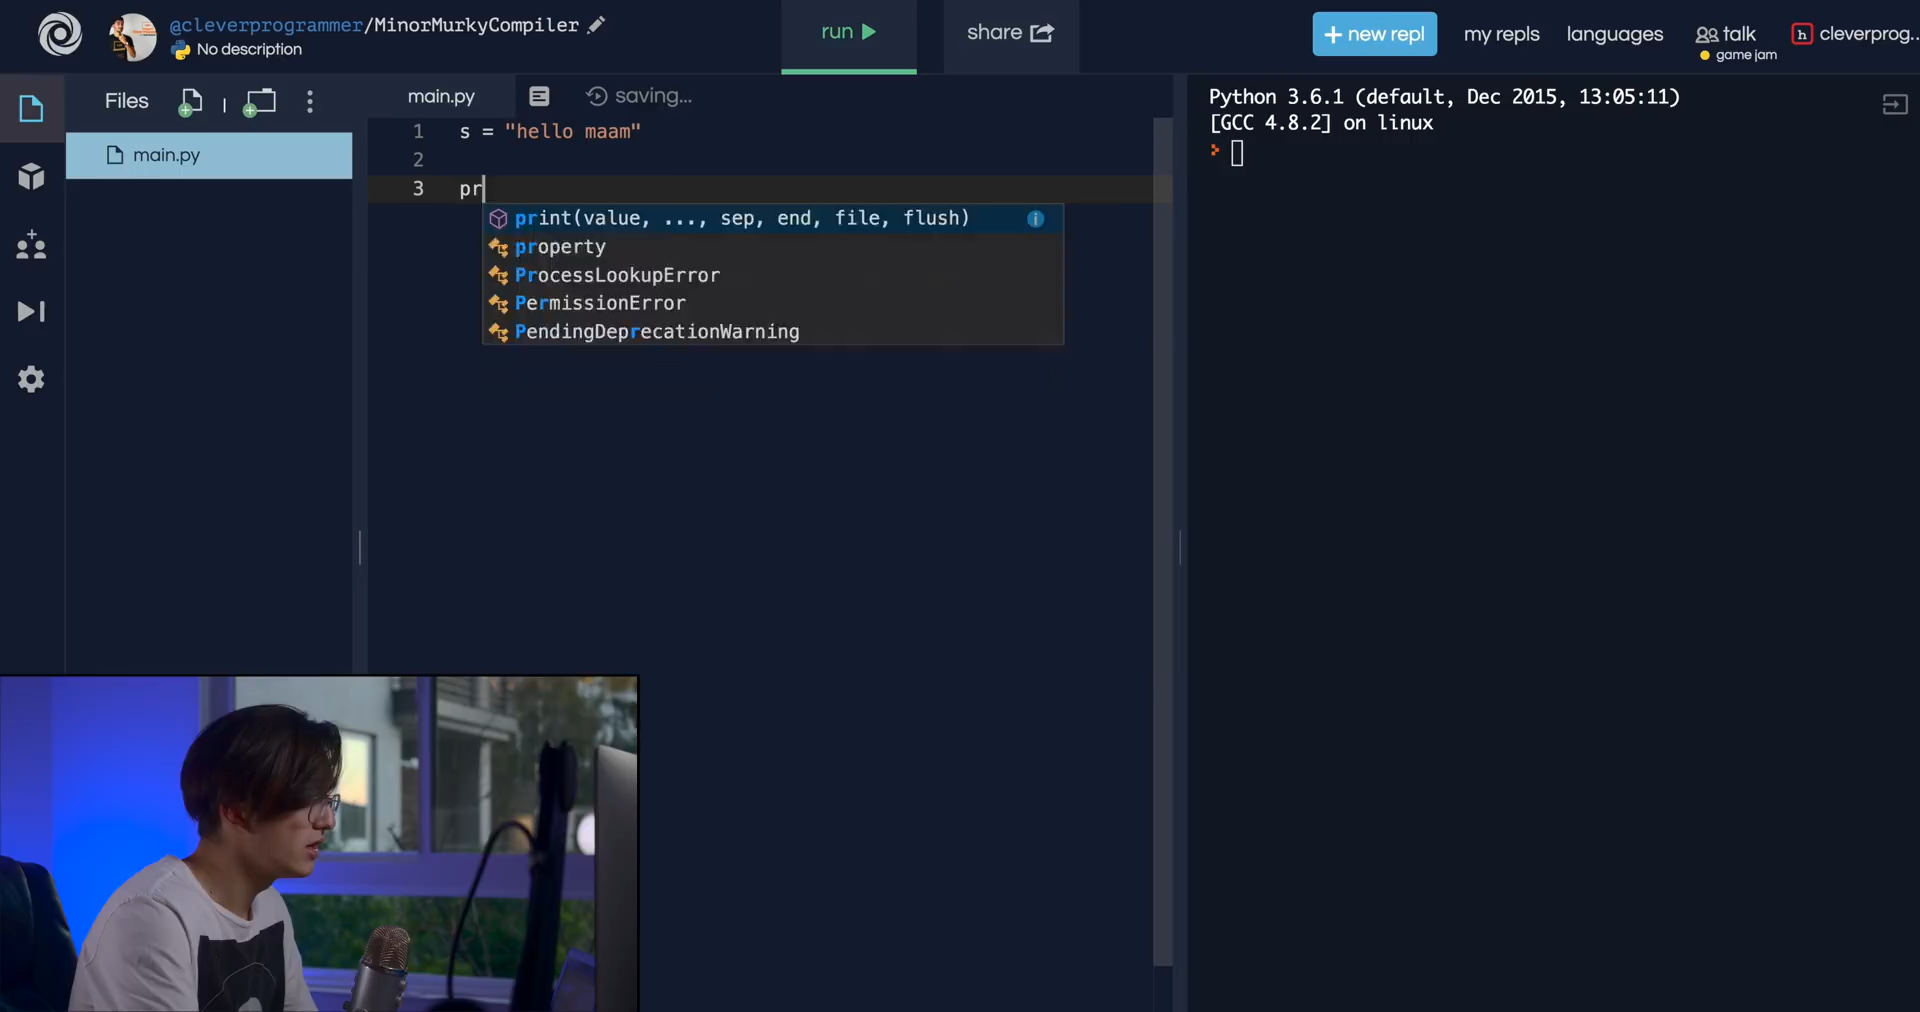 @cleverprogrammer/MinorMurkyCompiler
No description
run
share
+ new repl
my repls
languages
talk
game jam
h
cleverprog..
Files
main.py
main.py
saving...
1 s = "hello maam"
2
3 pr
print(value, ..., sep, end, file, flush)
property
ProcessLookupError
PermissionError
PendingDeprecationWarning
Python 3.6.1 (default, Dec 2015, 13:05:11)
[GCC 4.8.2] on linux
>